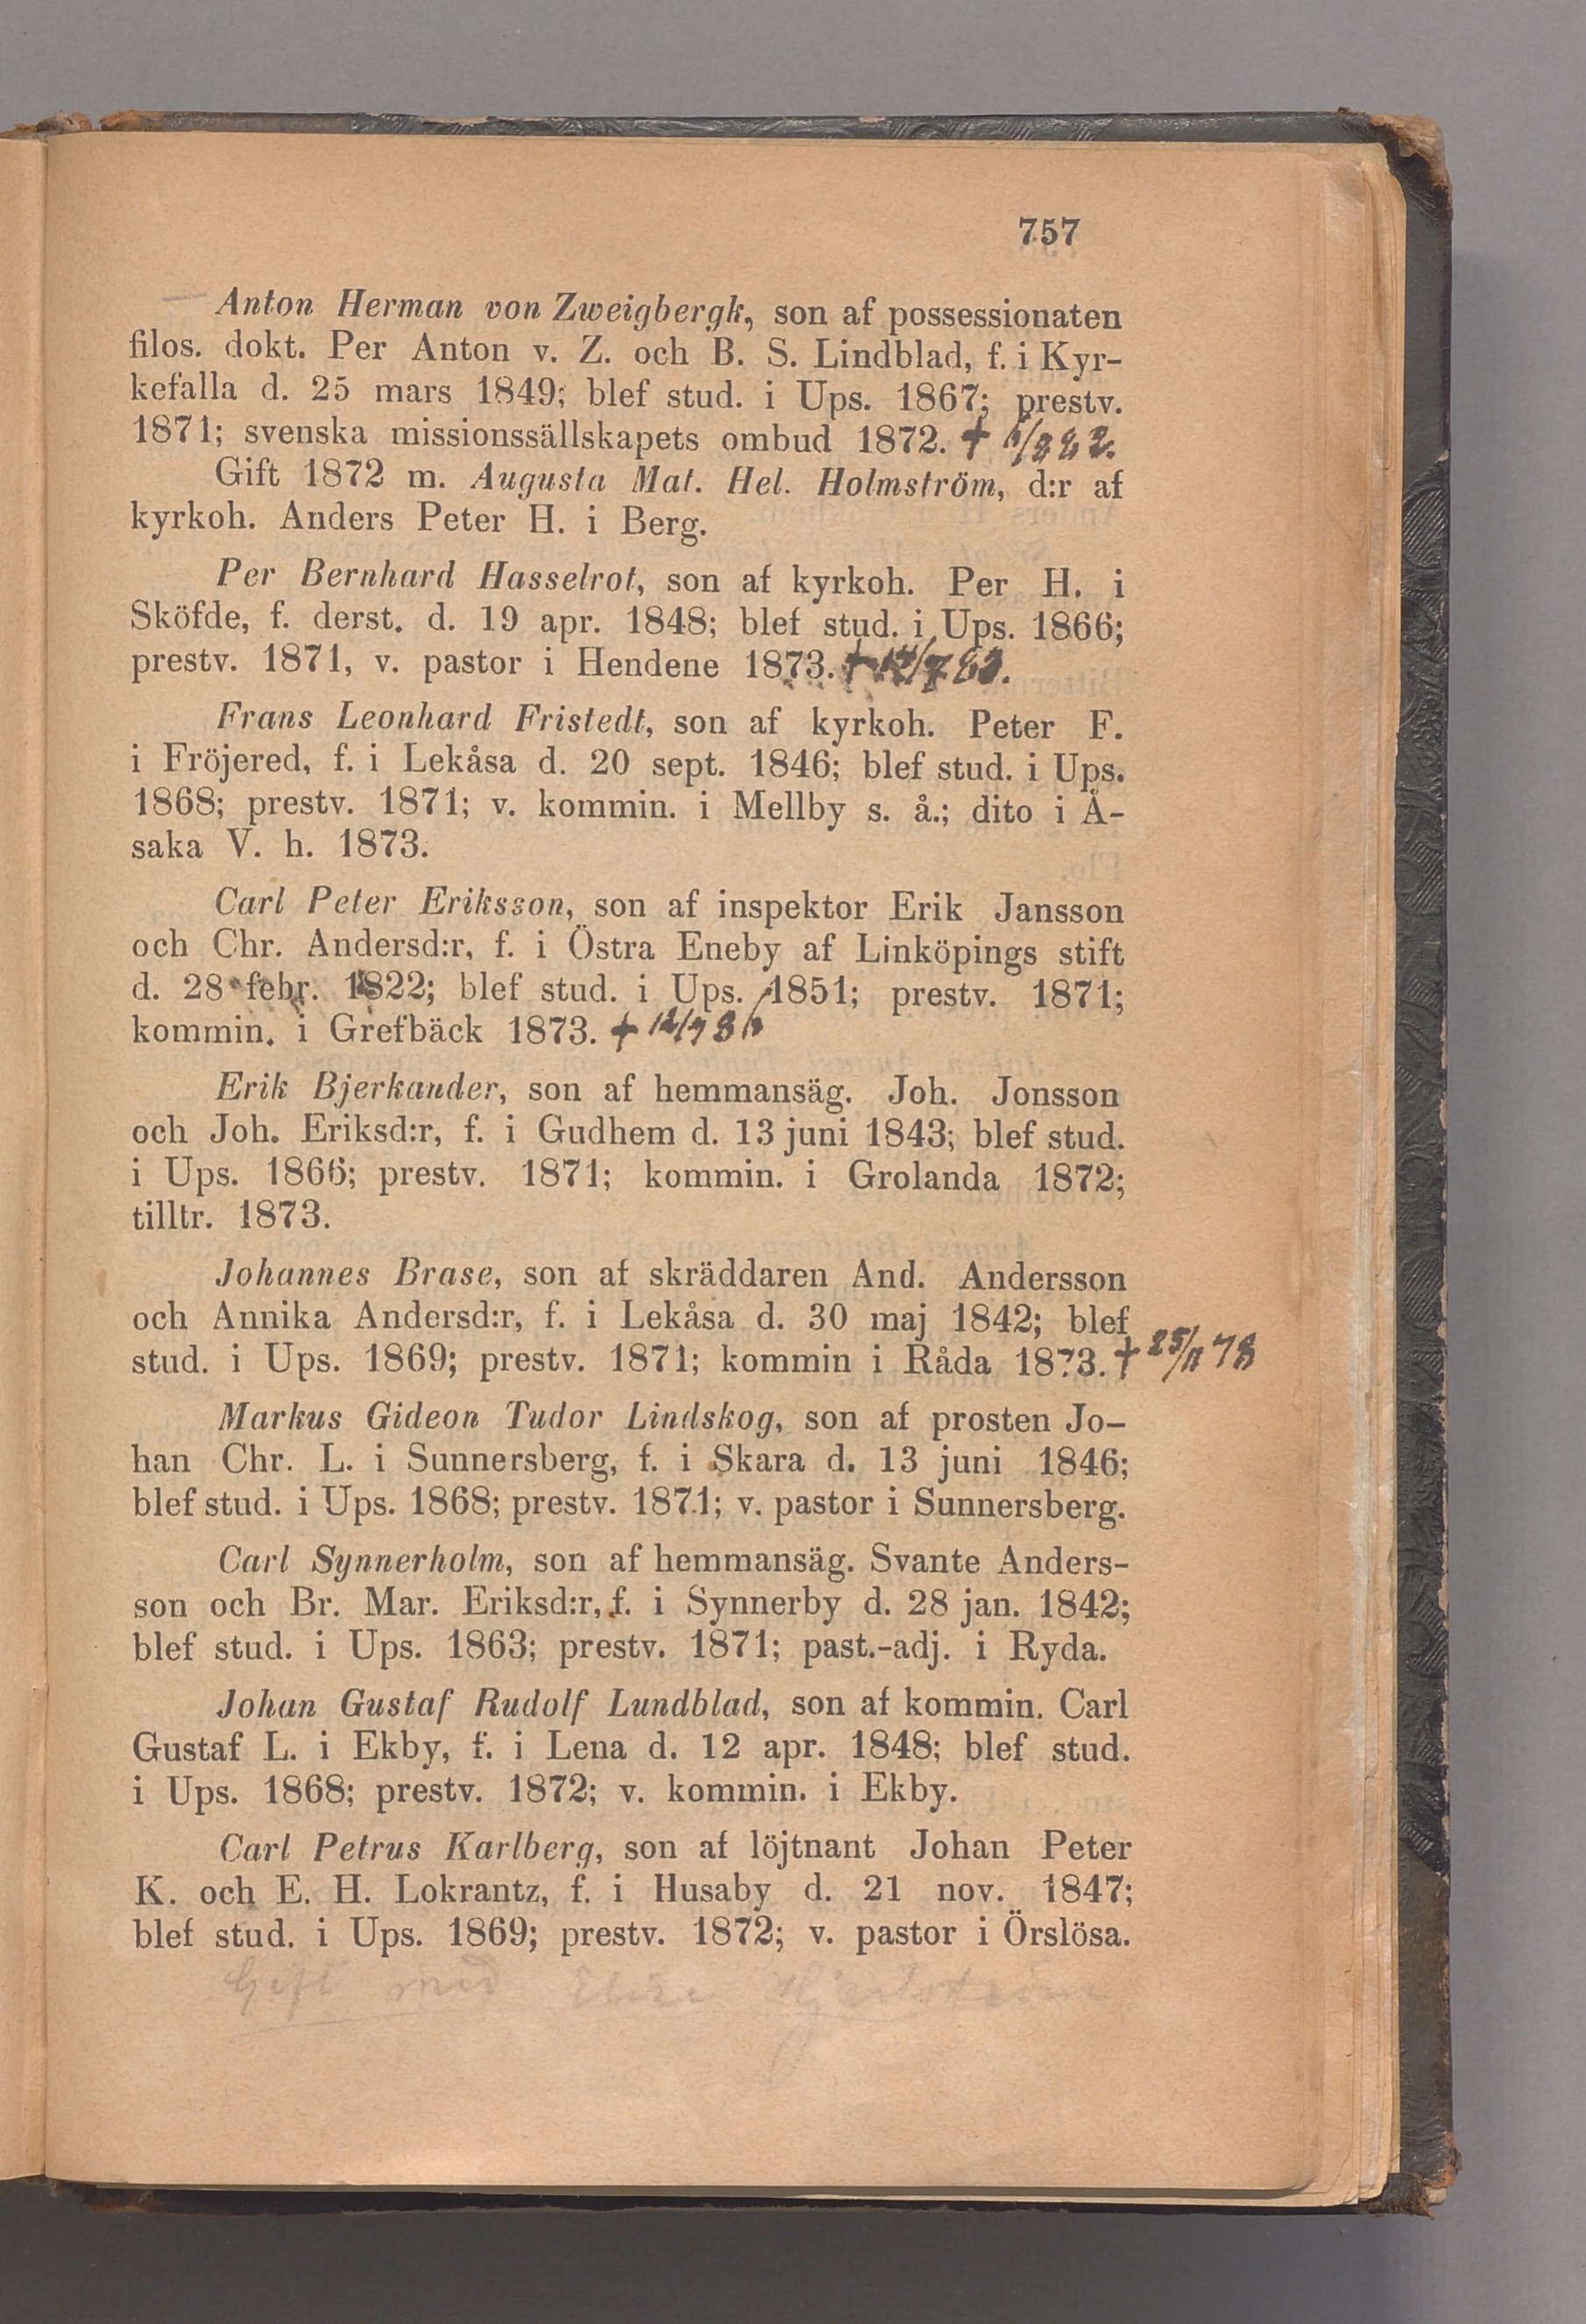 757
Anton Herman von Zweigbergk, son af possessionaten
filos. dokt. Per Anton v. Z. och B. S. Lindblad, f. i Kyr-
kefalla d. 25 mars 1849; blef stud. i Ups. 1867; prestv.
1871; svenska missionssällskapets ombud 1872. †
Gift 1872 m. Augusta Mat. Hel. Holmström, d:r af
kyrkoh. Anders Peter H. i Berg.
Per Bernhard Hasselrot, son af kyrkoh. Per H. i
Sköfde, f. derst. d. 19 apr. 1848; blef stud. i Ups. 1866;
prestv. 1871, v. pastor i Hendene 1873. †
Frans Leonhard Fristedt, son af kyrkoh. Peter F.
i Fröjered, f. i Lekåsa d. 20 sept. 1846; blef stud. i Ups.
1868; prestv. 1871; v. kommin. i Mellby s. å.; dito i Å-
saka V. h. 1873.
Carl Peter Eriksson, son af inspektor Erik Jansson
och Chr. Andersd:r, f. i Östra Eneby af Linköpings stift
d. 28 febr. 1822; blef stud. i Ups. 1851; prestv. 1871;
kommin. i Grefbäck 1873. †
Erik Bjerkander, son af hemmansäg. Joh. Jonsson
och Joh. Eriksd:r, f. i Gudhem d. 13 juni 1843; blef stud.
i Ups. 1866; prestv. 1871; kommin. i Grolanda 1872;
tilltr. 1873.
Johannes Brase, son af skräddaren And. Andersson
och Annika Andersd:r, f. i Lekåsa d. 30 maj 1842; blef
stud. i Ups. 1869; prestv. 1871; kommin i Råda 1873. † 25/11 78
Markus Gideon Tudor Lindskog, son af prosten Jo-
han Chr. L. i Sunnersberg, f. i Skara d. 13 juni 1846;
blef stud. i Ups. 1868; prestv. 1871; v. pastor i Sunnersberg.
Carl Synnerholm, son af hemmansäg. Svante Anders-
son och Br. Mar. Eriksd:r, f. i Synnerby d. 28 jan. 1842;
blef stud. i Ups. 1863; prestv. 1871; past.-adj. i Ryda.
Johan Gustaf Rudolf Lundblad, son af kommin. Carl
Gustaf L. i Ekby, f. i Lena d. 12 apr. 1848; blef stud.
i Ups. 1868; prestv. 1872; v. kommin. i Ekby.
Carl Petrus Karlberg, son af löjtnant Johan Peter
K. och E. H. Lokrantz, f. i Husaby d. 21 nov. 1847;
blef stud. i Ups. 1869; prestv. 1872; v. pastor i Örslösa.
Gift med